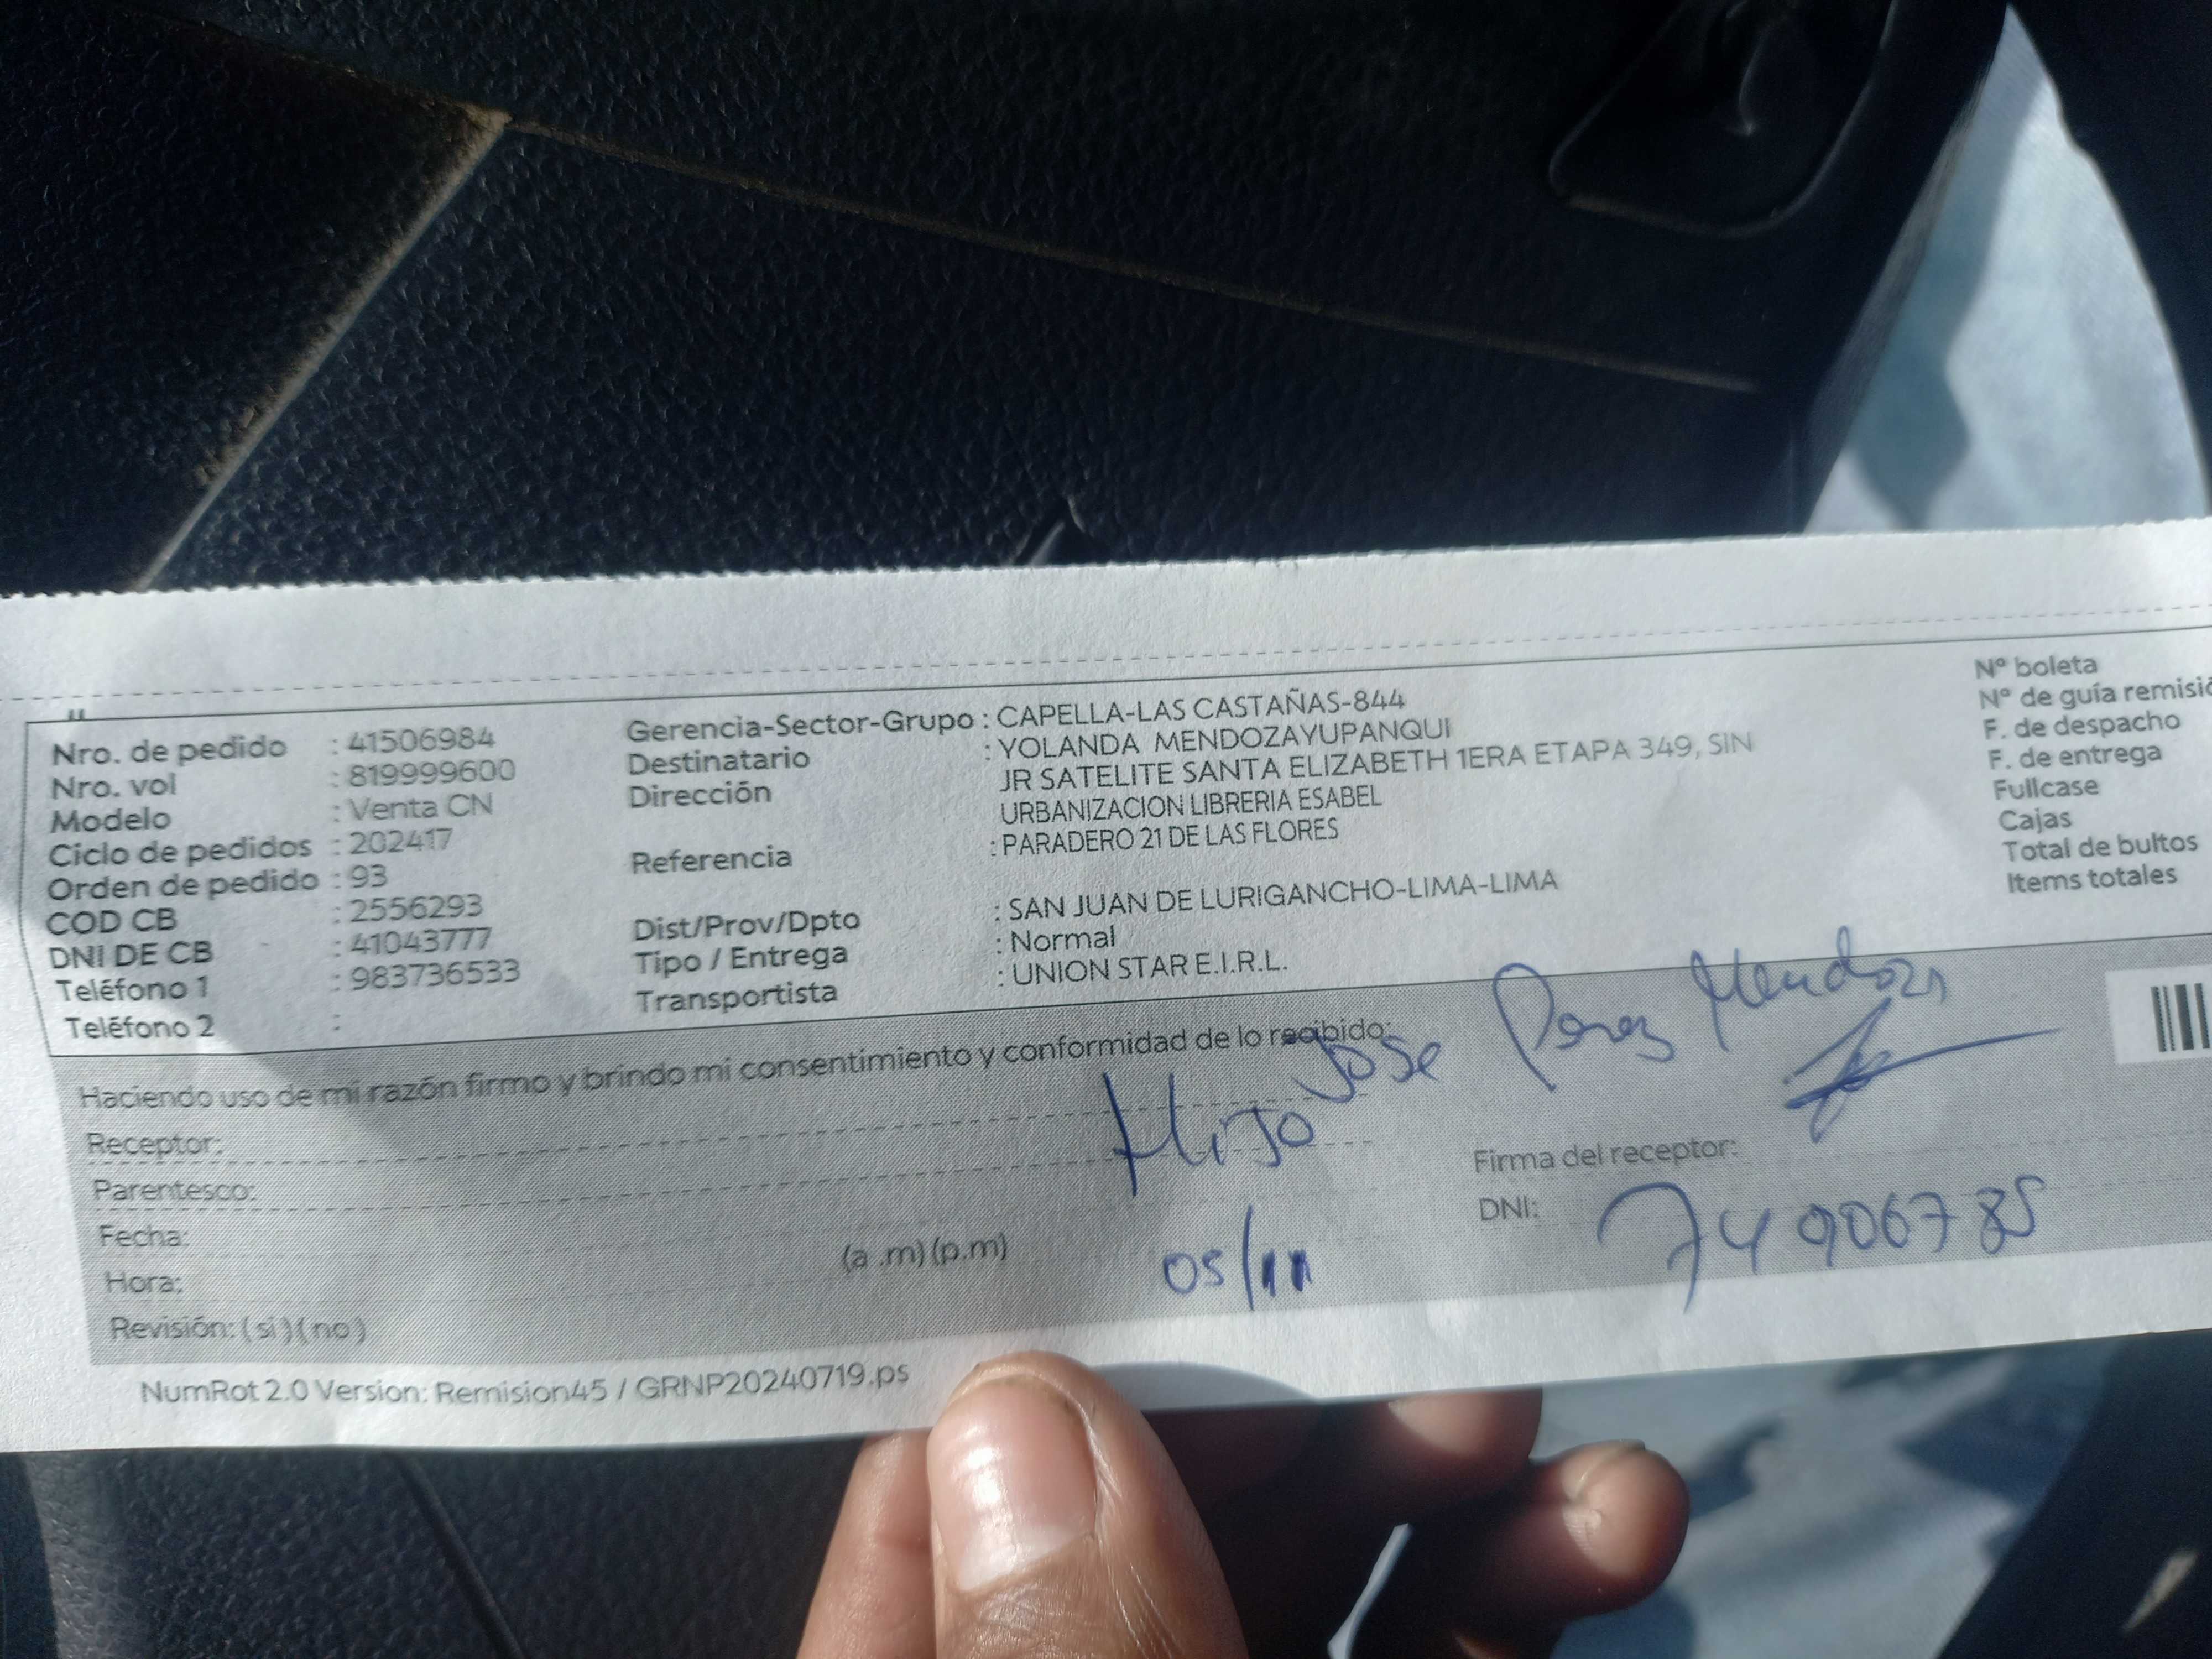 Nro. de pedido : 41506984
Nro. vol : 819999600
Modelo : Venta CN
Ciclo de pedidos : 202417
Orden de pedido : 93
COD CB : 2556293
DNI DE CB : 41043777
Teléfono 1 : 983736533
Teléfono 2 :
Gerencia-Sector-Grupo : CAPELLA-LAS CASTAÑAS-844
Destinatario : YOLANDA MENDOZAYUPANQUI
Dirección JR SATELITE SANTA ELIZABETH 1ERA ETAPA 349, SIN
URBANIZACION LIBRERIA ESABEL
Referencia : PARADERO 21 DE LAS FLORES
Dist/Prov/Dpto : SAN JUAN DE LURIGANCHO-LIMA-LIMA
Tipo / Entrega : Normal
Transportista : UNION STAR E.I.R.L.
Nº boleta
Nº de guía remisió
F. de despacho
F. de entrega
Fullcase
Cajas
Total de bultos
Items totales
Haciendo uso de mi razón firmo y brindo mi consentimiento y conformidad de lo recibido:
Receptor: Jose Perez Mendoza
Parentesco: Hijo
Firma del receptor:
Fecha: 05/11
DNI: 74906785
Hora: (a .m) (p.m)
Revisión: (si) (no)
NumRot 2.0 Version: Remision45 / GRNP20240719.ps